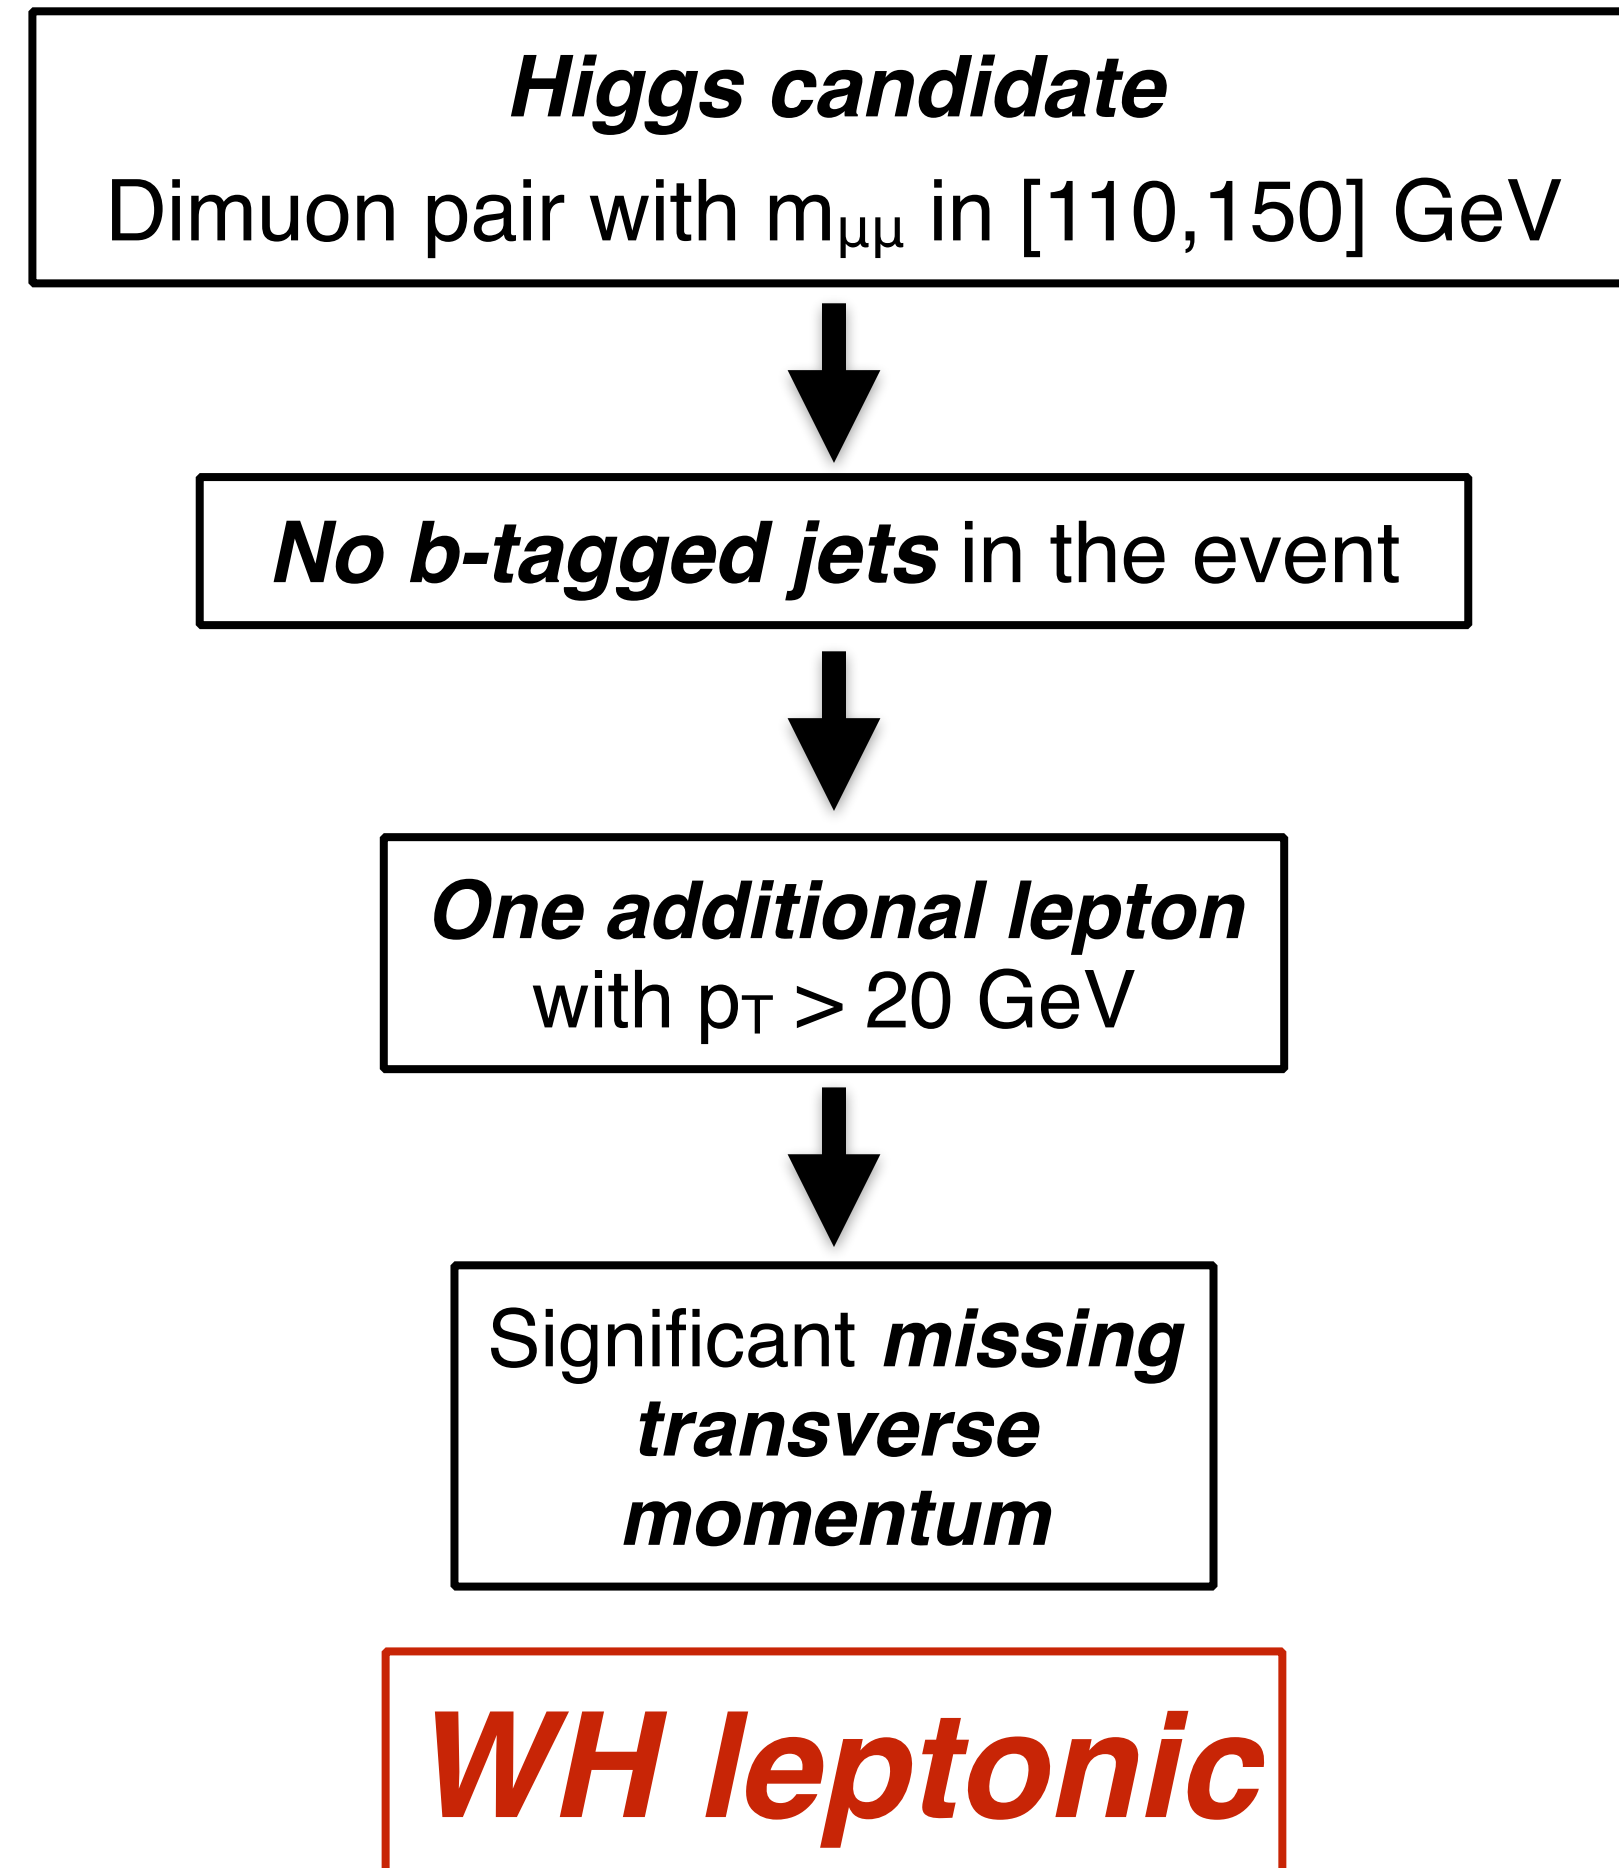 Higgs candidate
Dimuon pair with mμμ in [110,150] GeV
No b-tagged jets in the event
One additional lepton
with pT > 20 GeV
Significant missing
transverse
momentum
WH leptonic